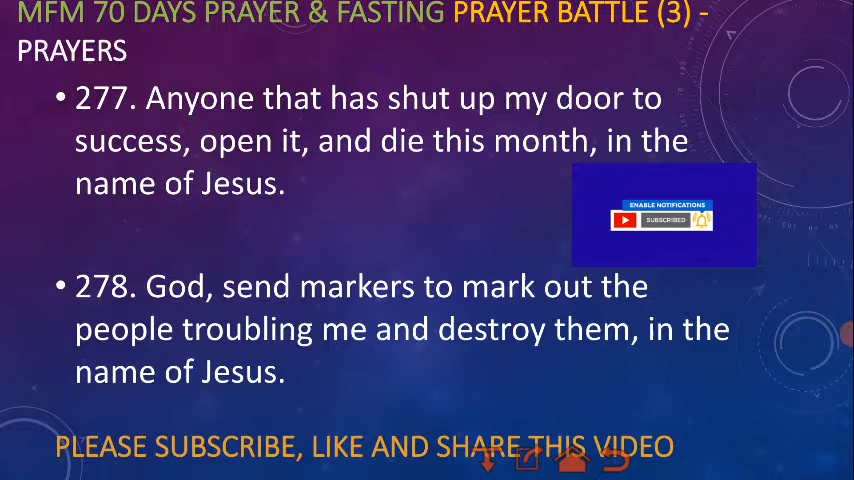 MFM 70 DAYS PRAYER & FASTING PRAYER BATTLE (3) -
PRAYERS
• 277. Anyone that has shut up my door to
success, open it, and die this month, in the
name of Jesus.
ENABLE NOTIFICATIONS
SUBSCRIBED
• 278. God, send markers to mark out the
people troubling me and destroy them, in the
name of Jesus.
PLEASE SUBSCRIBE, LIKE AND SHARE THIS VIDEO